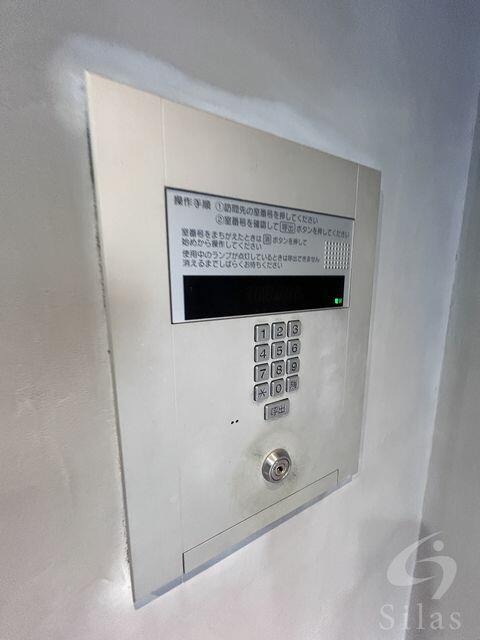 操作手順 ①訪問先の室番号を押してください
②室番号を確認して 呼出 ボタンを押してください
室番号をまちがえたときは 消 ボタンを押して
始めから操作してください
使用中のランプが点灯しているときは呼出できません
消えるまでしばらくお待ちください
1 2 3
4 5 6
7 8 9
* 0 消
呼出
Silas